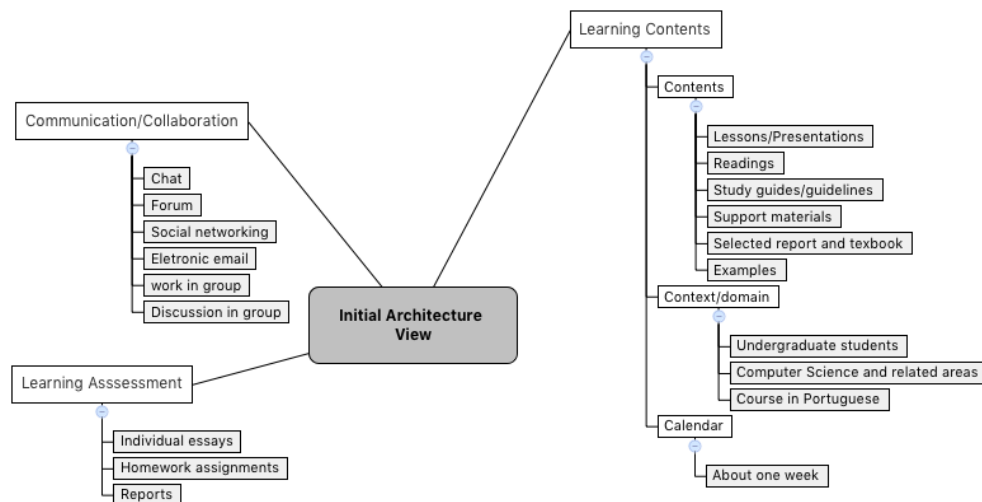 Learning Contents
Contents
Lessons/Presentations
Readings
Study guides/guidelines
Support materials
Selected report and texbook
Examples
Context/domain
Undergraduate students
Computer Science and related areas
Course in Portuguese
Calendar
About one week
Communication/Collaboration
Chat
Forum
Social networking
Eletronic email
work in group
Discussion in group
Initial Architecture
View
Learning Asssessment
Individual essays
Homework assignments
Reports